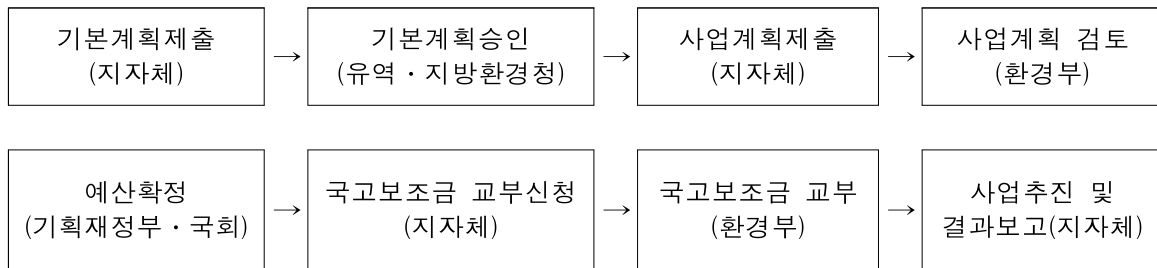 기본계획제출
(지자체)
→
기본계획승인
(유역・지방환경청)
→
사업계획제출
(지자체)
→
사업계획 검토
(환경부)
예산확정
(기획재정부・국회)
→
국고보조금 교부신청
(지자체)
→
국고보조금 교부
(환경부)
→
사업추진 및
결과보고(지자체)